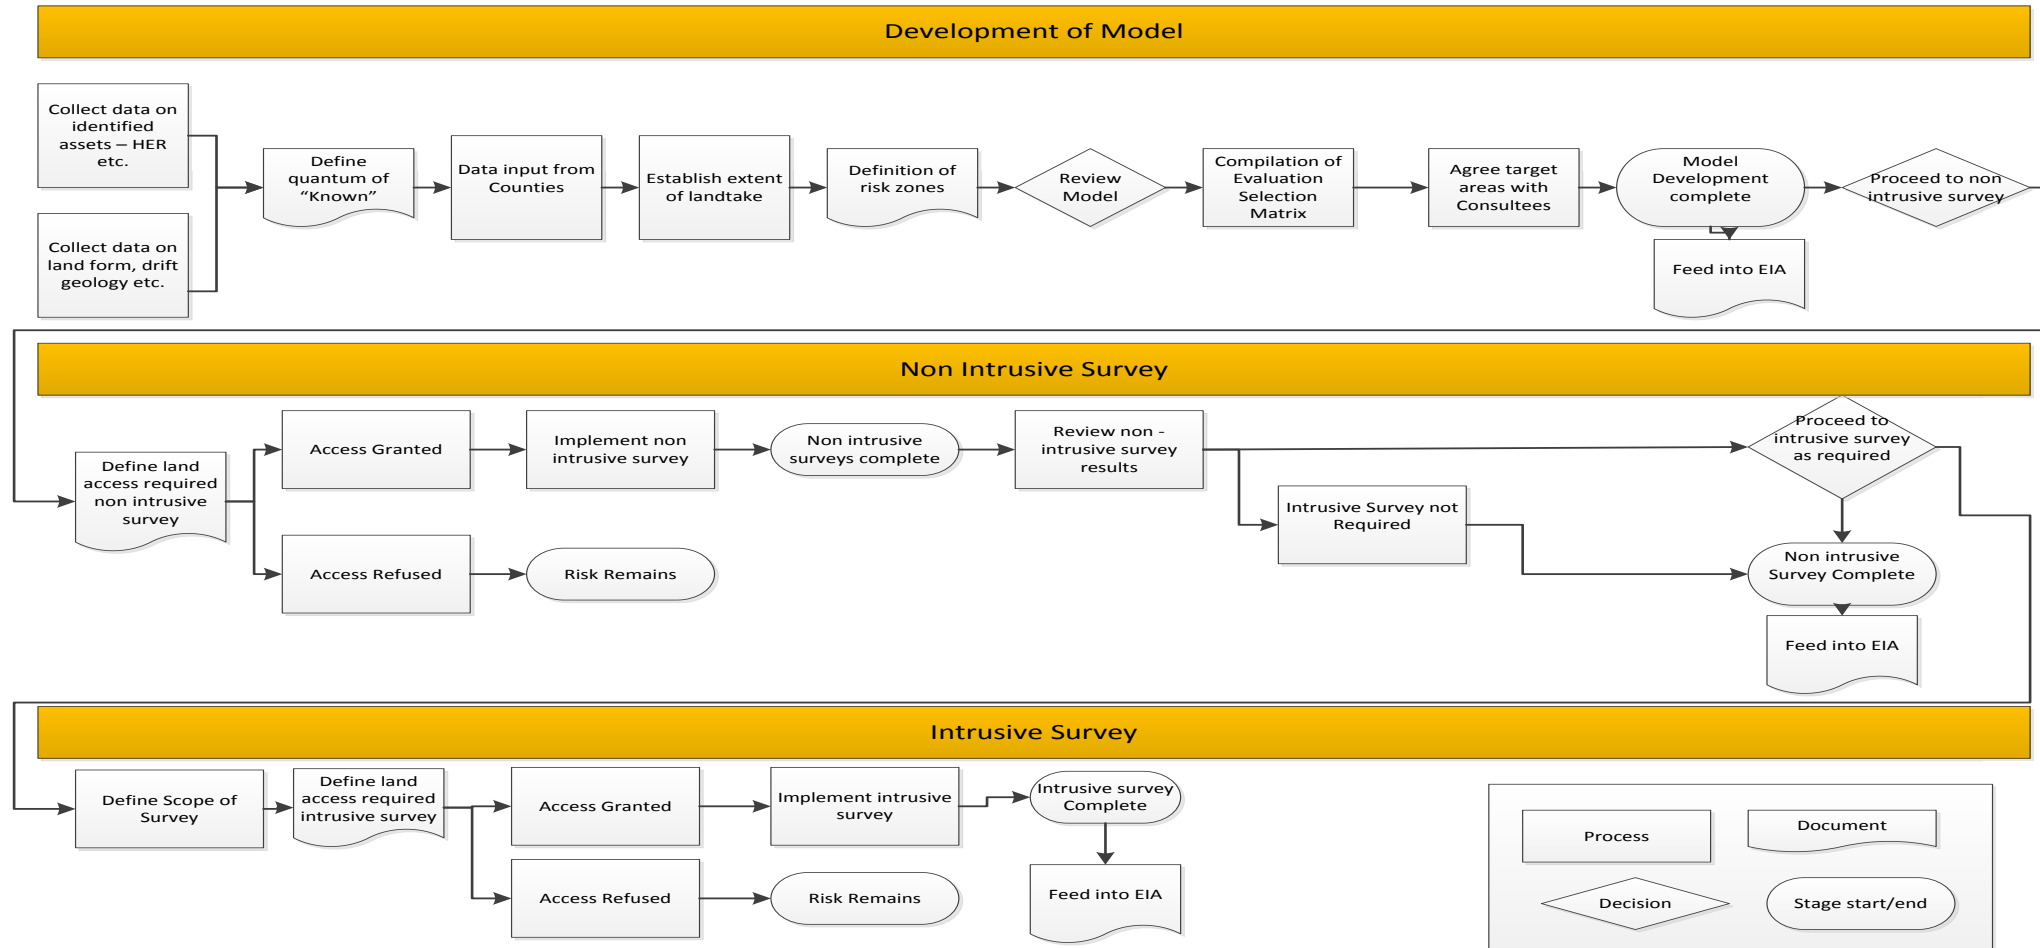 Development of Model
Collect data on
identified
assets – HER
etc.
Collect data on
land form, drift
geology etc.
Define
quantum of
“Known”
Data input from
Counties
Establish extent
of landtake
Definition of
risk zones
Review
Model
Compilation of
Evaluation
Selection
Matrix
Agree target
areas with
Consultees
Model
Development
complete
Proceed to non
intrusive survey
Feed into EIA
Non Intrusive Survey
Define land
access required
non intrusive
survey
Access Granted
Implement non
intrusive survey
Non intrusive
surveys complete
Review non -
intrusive survey
results
Proceed to
intrusive survey
as required
Intrusive Survey not
Required
Access Refused
Risk Remains
Non intrusive
Survey Complete
Feed into EIA
Intrusive Survey
Define Scope of
Survey
Define land
access required
intrusive survey
Access Granted
Implement intrusive
survey
Intrusive survey
Complete
Access Refused
Risk Remains
Feed into EIA
Process
Document
Decision
Stage start/end